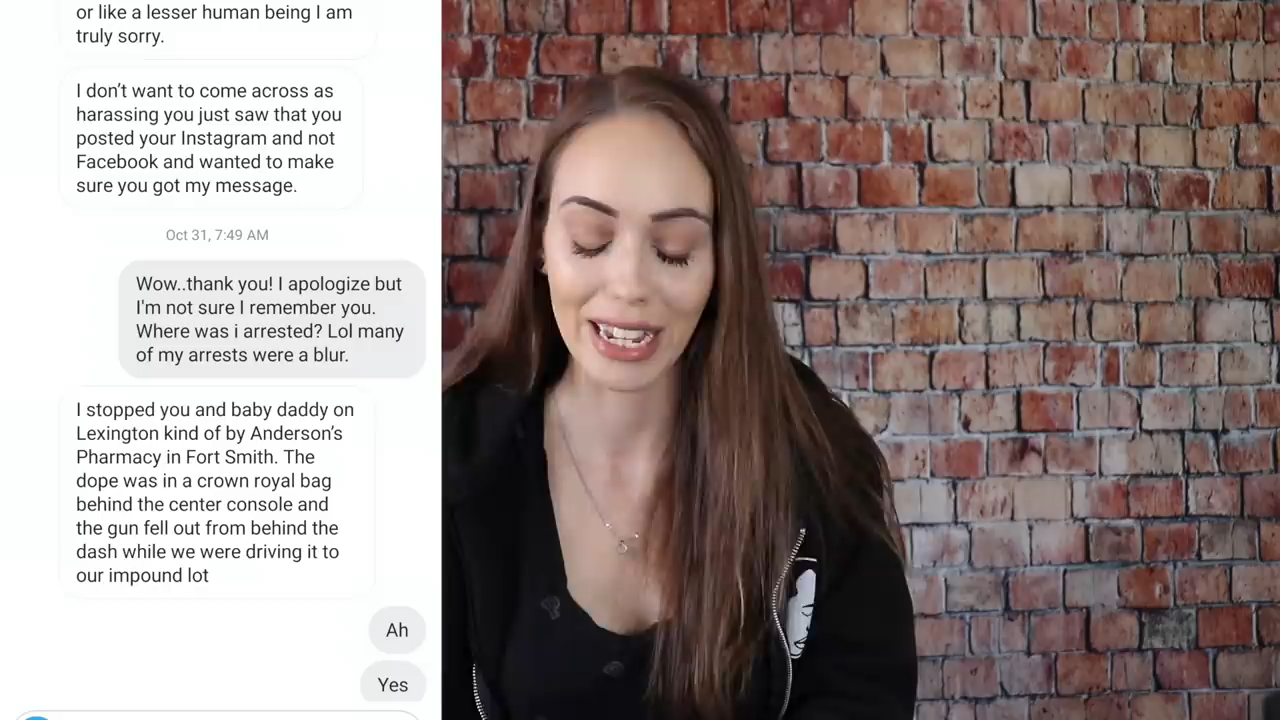 or like a lesser human being I am
truly sorry.
I don’t want to come across as
harassing you just saw that you
posted your Instagram and not
Facebook and wanted to make
sure you got my message.
Oct 31, 7:49 AM
Wow..thank you! I apologize but
I'm not sure I remember you.
Where was i arrested? Lol many
of my arrests were a blur.
I stopped you and baby daddy on
Lexington kind of by Anderson’s
Pharmacy in Fort Smith. The
dope was in a crown royal bag
behind the center console and
the gun fell out from behind the
dash while we were driving it to
our impound lot
Ah
Yes